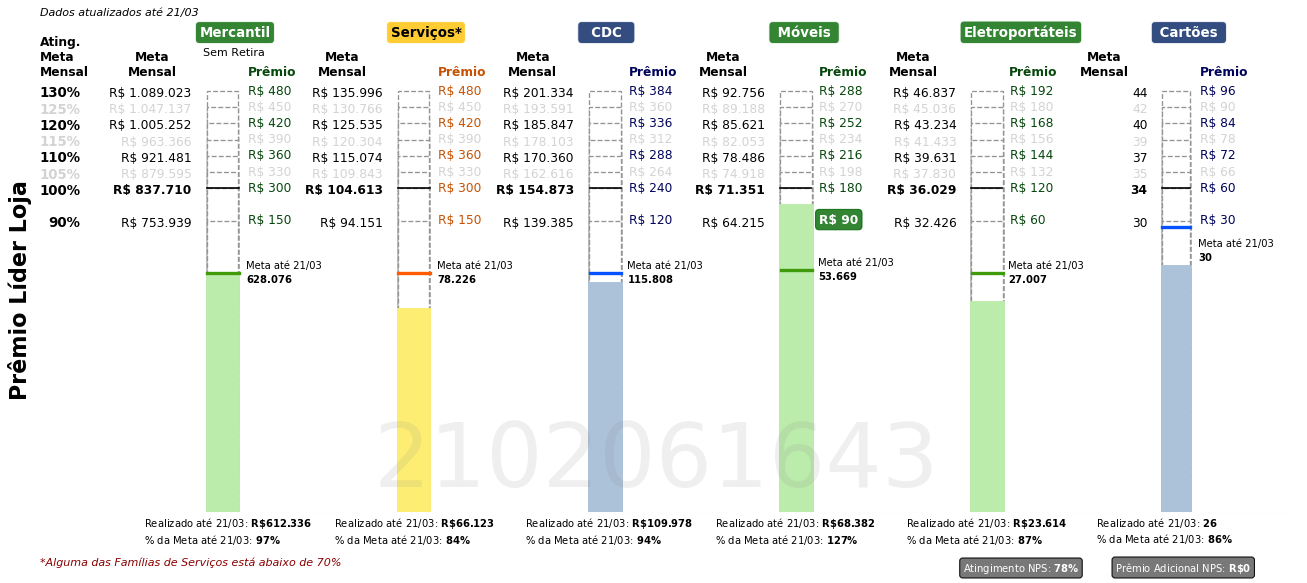 Dados atualizados até 21/03
Mercantil Serviços* CDC Móveis Eletroportáteis Cartões
Sem Retira
Ating. Meta Mensal Meta Mensal Prêmio Meta Mensal Prêmio Meta Mensal Prêmio Meta Mensal Prêmio Meta Mensal Prêmio Meta Mensal Prêmio
130% R$ 1.089.023 R$ 480 R$ 135.996 R$ 480 R$ 201.334 R$ 384 R$ 92.756 R$ 288 R$ 46.837 R$ 192 44 R$ 96
125% R$ 1.047.137 R$ 450 R$ 130.766 R$ 450 R$ 193.591 R$ 360 R$ 89.188 R$ 270 R$ 45.036 R$ 180 42 R$ 90
120% R$ 1.005.252 R$ 420 R$ 125.535 R$ 420 R$ 185.847 R$ 336 R$ 85.621 R$ 252 R$ 43.234 R$ 168 40 R$ 84
115% R$ 963.366 R$ 390 R$ 120.304 R$ 390 R$ 178.103 R$ 312 R$ 82.053 R$ 234 R$ 41.433 R$ 156 39 R$ 78
110% R$ 921.481 R$ 360 R$ 115.074 R$ 360 R$ 170.360 R$ 288 R$ 78.486 R$ 216 R$ 39.631 R$ 144 37 R$ 72
105% R$ 879.595 R$ 330 R$ 109.843 R$ 330 R$ 162.616 R$ 264 R$ 74.918 R$ 198 R$ 37.830 R$ 132 35 R$ 66
100% R$ 837.710 R$ 300 R$ 104.613 R$ 300 R$ 154.873 R$ 240 R$ 71.351 R$ 180 R$ 36.029 R$ 120 34 R$ 60
90% R$ 753.939 R$ 150 R$ 94.151 R$ 150 R$ 139.385 R$ 120 R$ 64.215 R$ 90 R$ 32.426 R$ 60 30 R$ 30
Meta até 21/03 Meta até 21/03 Meta até 21/03 Meta até 21/03 Meta até 21/03 Meta até 21/03
628.076 78.226 115.808 53.669 27.007 30
Prêmio Líder Loja
2102061643
Realizado até 21/03: R$612.336 Realizado até 21/03: R$66.123 Realizado até 21/03: R$109.978 Realizado até 21/03: R$68.382 Realizado até 21/03: R$23.614 Realizado até 21/03: 26
% da Meta até 21/03: 97% % da Meta até 21/03: 84% % da Meta até 21/03: 94% % da Meta até 21/03: 127% % da Meta até 21/03: 87% % da Meta até 21/03: 86%
*Alguma das Famílias de Serviços está abaixo de 70%
Atingimento NPS: 78% Prêmio Adicional NPS: R$0